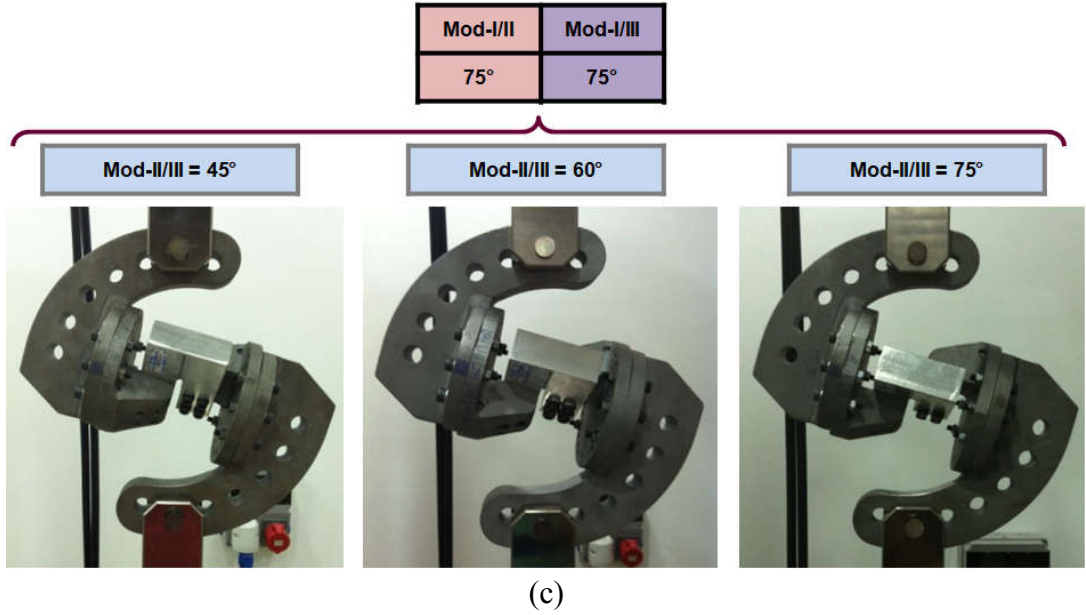 Mod-I/II Mod-I/III
75° 75°
Mod-II/III = 45° Mod-II/III = 60° Mod-II/III = 75°
(c)